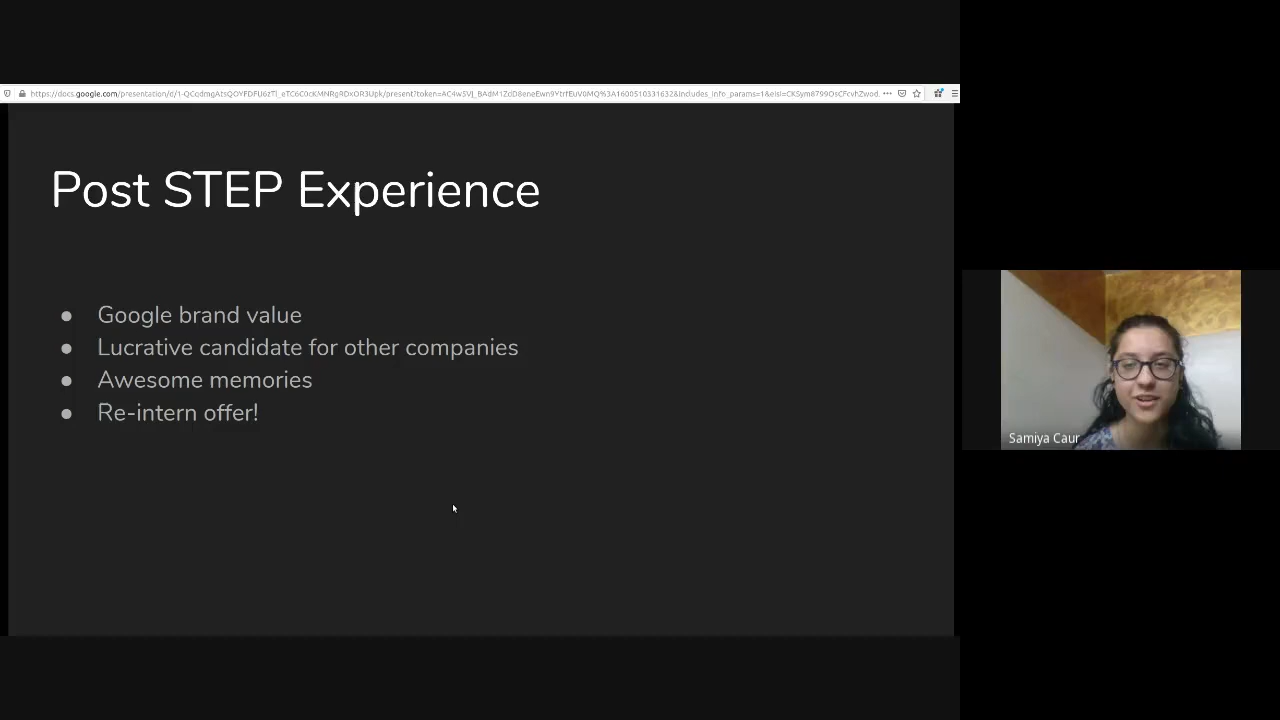 Post STEP Experience
● Google brand value
● Lucrative candidate for other companies
● Awesome memories
● Re-intern offer!
Samiya Caur